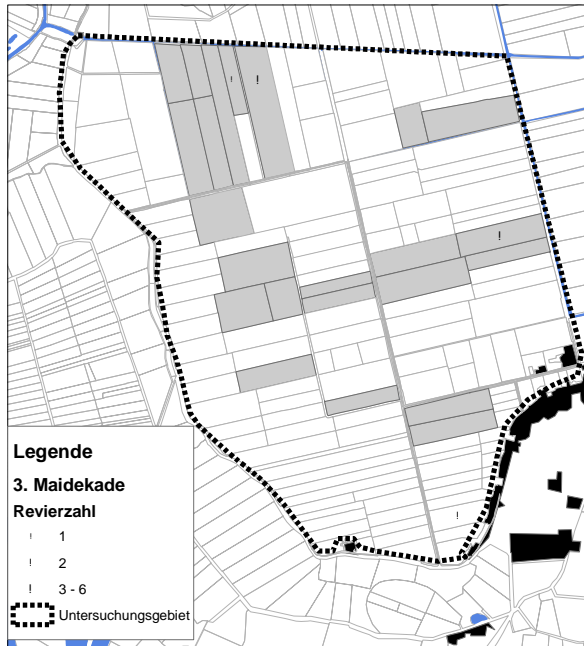 !
!
!
!
Legende
3. Maidekade
Revierzahl
! 1
! 2
! 3 - 6
Untersuchungsgebiet